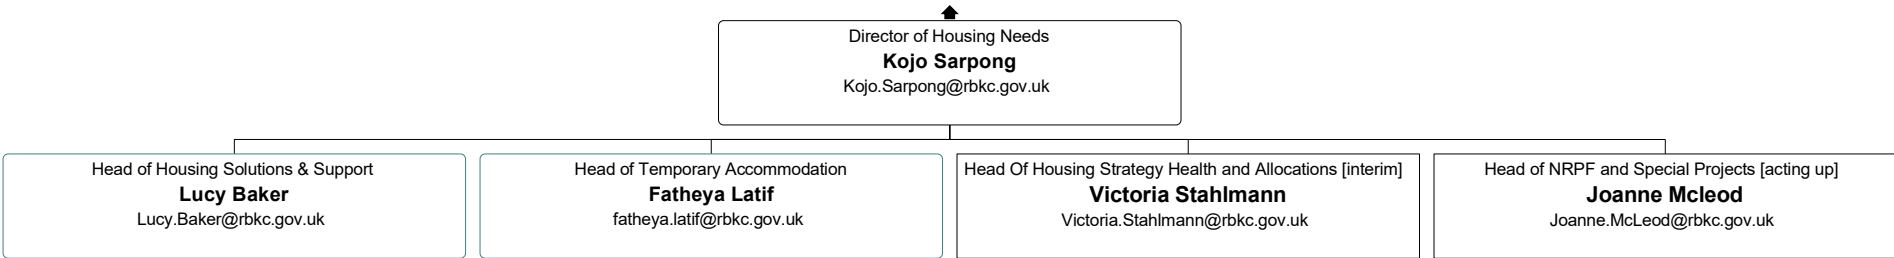 Director of Housing Needs
Kojo Sarpong
Kojo.Sarpong@rbkc.gov.uk
Head of Housing Solutions & Support
Lucy Baker
Lucy.Baker@rbkc.gov.uk
Head of Temporary Accommodation
Fatheya Latif
fatheya.latif@rbkc.gov.uk
Head Of Housing Strategy Health and Allocations [interim]
Victoria Stahlmann
Victoria.Stahlmann@rbkc.gov.uk
Head of NRPF and Special Projects [acting up]
Joanne Mcleod
Joanne.McLeod@rbkc.gov.uk